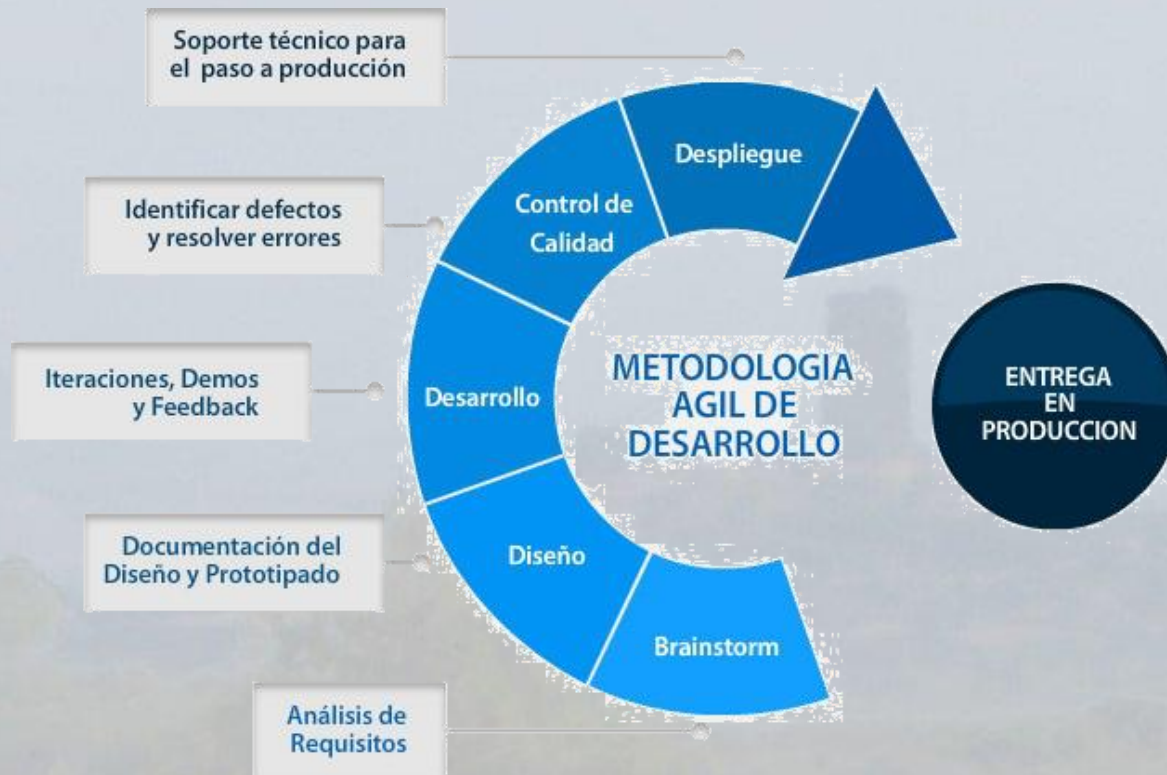 Soporte técnico para
el paso a producción
Despliegue
Identificar defectos
y resolver errores
Control de
Calidad
Iteraciones, Demos
y Feedback
Desarrollo
METODOLOGIA
AGIL DE
DESARROLLO
ENTREGA
EN
PRODUCCION
Documentación del
Diseño y Prototipado
Diseño
Brainstorm
Análisis de
Requisitos